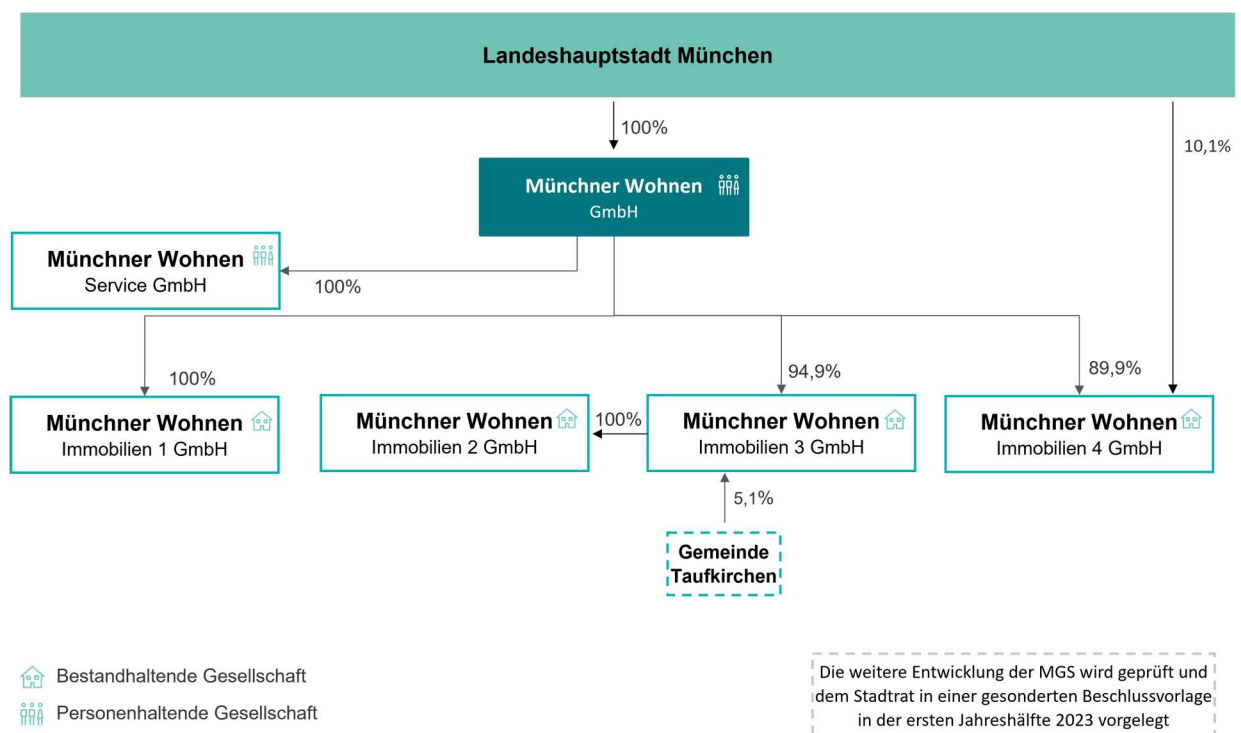 Landeshauptstadt München
100%
10,1%
Münchner Wohnen
GmbH
Münchner Wohnen
Service GmbH
100%
100%
94,9%
89,9%
Münchner Wohnen
Immobilien 1 GmbH
Münchner Wohnen
Immobilien 2 GmbH
100%
Münchner Wohnen
Immobilien 3 GmbH
Münchner Wohnen
Immobilien 4 GmbH
5,1%
Gemeinde
Taufkirchen
Bestandhaltende Gesellschaft
Personenhaltende Gesellschaft
Die weitere Entwicklung der MGS wird geprüft und
dem Stadtrat in einer gesonderten Beschlussvorlage
in der ersten Jahreshälfte 2023 vorgelegt